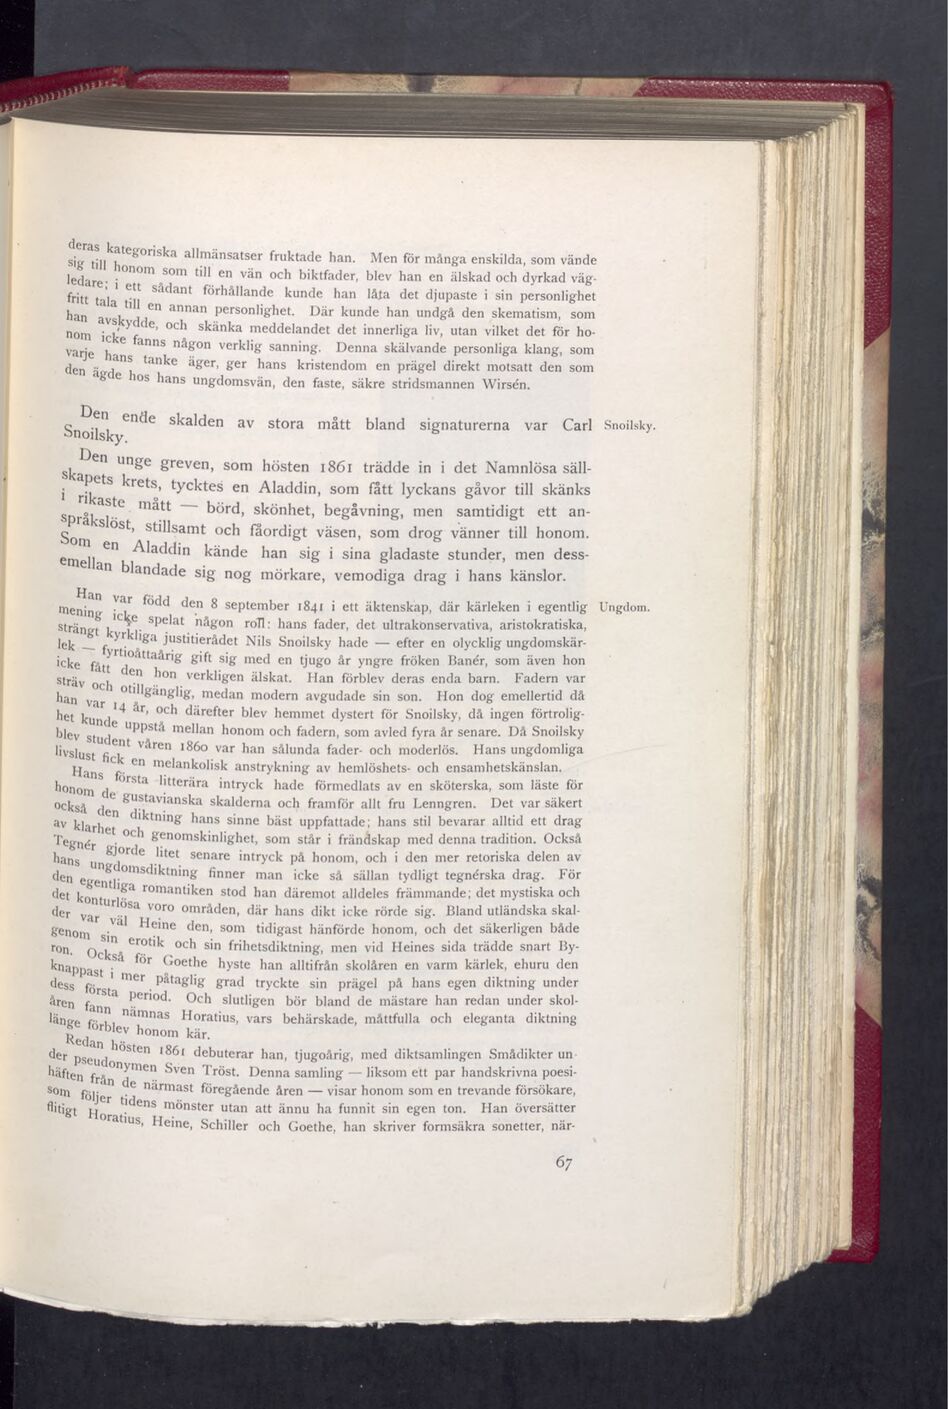 deras kategoriska allmänsatser fruktade han. Men för många enskilda, som vände
sig till honom som till en vän och biktfader, blev han en älskad och dyrkad väg-
ledare; i ett sådant förhållande kunde han låta det djupaste i sin personlighet
fritt tala till en annan personlighet. Där kunde han undgå den skematism, som
han avskydde, och skänka meddelandet det innerliga liv, utan vilket det för ho-
nom icke fanns någon verklig sanning. Denna skälvande personliga klang, som
varje hans tanke äger, ger hans kristendom en prägel direkt motsatt den som
den ägde hos hans ungdomsvän, den faste, säkre stridsmannen Wirsén.
Den ende skalden av stora mått bland signaturerna var Carl Snoilsky.
Snoilsky.
Den unge greven, som hösten 1861 trädde in i det Namnlösa säll-
skapets krets, tycktes en Aladdin, som fått lyckans gåvor till skänks
i rikaste mått — börd, skönhet, begåvning, men samtidigt ett an-
språkslöst, stillsamt och fåordigt väsen, som drog vänner till honom.
Som en Aladdin kände han sig i sina gladaste stunder, men dess-
emellan blandade sig nog mörkare, vemodiga drag i hans känslor.
Han var född den 8 september 1841 i ett äktenskap, där kärleken i egentlig Ungdom.
mening icke spelat någon roll: hans fader, det ultrakonservativa, aristokratiska,
strängt kyrkliga justitierådet Nils Snoilsky hade — efter en olycklig ungdomskär-
lek — fyrtioåttaårig gift sig med en tjugo år yngre fröken Banér, som även hon
icke fått den hon verkligen älskat. Han förblev deras enda barn. Fadern var
sträv och otillgänglig, medan modern avgudade sin son. Hon dog emellertid då
han var 14 år, och därefter blev hemmet dystert för Snoilsky, då ingen förtrolig-
het kunde uppstå mellan honom och fadern, som avled fyra år senare. Då Snoilsky
blev student våren 1860 var han sålunda fader- och moderlös. Hans ungdomliga
livslust fick en melankolisk anstrykning av hemlöshets- och ensamhetskänslan.
Hans första litterära intryck hade förmedlats av en sköterska, som läste för
honom de gustavianska skalderna och framför allt fru Lenngren. Det var säkert
också den diktning hans sinne bäst uppfattade; hans stil bevarar alltid ett drag
av klarhet och genomskinlighet, som står i frändskap med denna tradition. Också
Tegnér gjorde litet senare intryck på honom, och i den mer retoriska delen av
hans ungdomsdiktning finner man icke så sällan tydligt tegnérska drag. För
den egentliga romantiken stod han däremot alldeles främmande; det mystiska och
det konturlösa voro områden, där hans dikt icke rörde sig. Bland utländska skal-
der var väl Heine den, som tidigast hänförde honom, och det säkerligen både
genom sin erotik och sin frihetsdiktning, men vid Heines sida trädde snart By-
ron. Också för Goethe hyste han alltifrån skolåren en varm kärlek, ehuru den
knappast i mer påtaglig grad tryckte sin prägel på hans egen diktning under
dess första period. Och slutligen bör bland de mästare han redan under skol-
åren fann nämnas Horatius, vars behärskade, måttfulla och eleganta diktning
länge förblev honom kär.
Redan hösten 1861 debuterar han, tjugoårig, med diktsamlingen Smådikter un-
der pseudonymen Sven Tröst. Denna samling — liksom ett par handskrivna poesi-
häften från de närmast föregående åren — visar honom som en trevande försökare,
som följer tidens mönster utan att ännu ha funnit sin egen ton. Han översätter
flitigt Horatius, Heine, Schiller och Goethe, han skriver formsäkra sonetter, när-
67